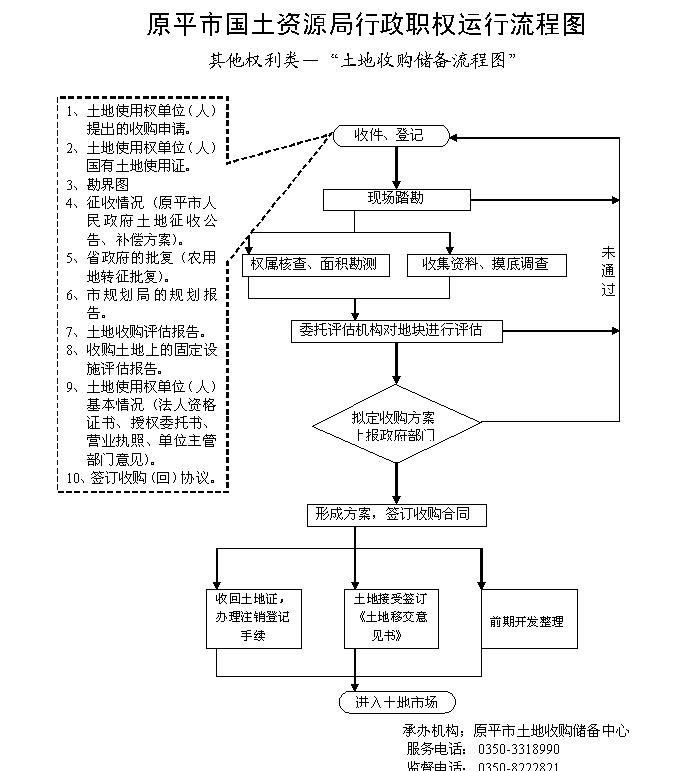 原平市国土资源局行政职权运行流程图
其他权利类—“土地收购储备流程图”
1、土地使用权单位（人）
提出的收购申请。
2、土地使用权单位（人）
国有土地使用证。
3、勘界图
4、征收情况（原平市人
民政府土地征收公
告、补偿方案）。
5、省政府的批复（农用
地转征批复）。
6、市规划局的规划报
告。
7、土地收购评估报告。
8、收购土地上的固定设
施评估报告。
9、土地使用权单位（人）
基本情况（法人资格
证书、授权委托书、
营业执照、单位主管
部门意见）。
10、签订收购（回）协议。
收件、登记
现场踏勘
权属核查、面积勘测
收集资料、摸底调查
未
通
过
委托评估机构对地块进行评估
拟定收购方案
上报政府部门
形成方案，签订收购合同
收回土地证，
办理注销登记
手续
土地接受签订
《土地移交意
见书》
前期开发整理
进入土地市场
承办机构：原平市土地收购储备中心
服务电话：0350-3318990
监督电话：0350-8222821